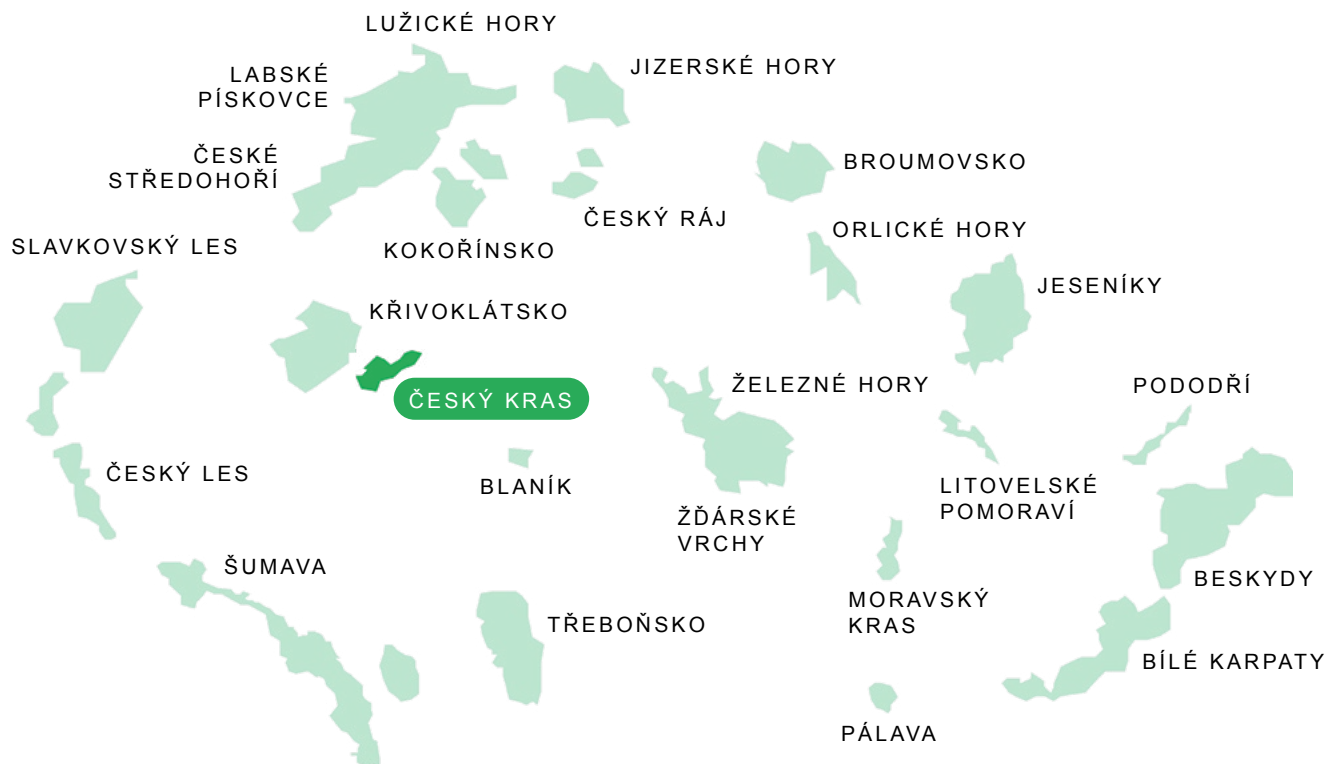 LUŽICKÉ HORY
JIZERSKÉ HORY
LABSKÉ
PÍSKOVCE
ČESKÉ
STŘEDOHOŘÍ
BROUMOVSKO
ČESKÝ RÁJ
ORLICKÉ HORY
SLAVKOVSKÝ LES
KOKOŘÍNSKO
JESENÍKY
KŘIVOKLÁTSKO
ČESKÝ KRAS
ŽELEZNÉ HORY
PODODŘÍ
ČESKÝ LES
BLANÍK
LITOVELSKÉ
POMORAVÍ
ŽĎÁRSKÉ
VRCHY
ŠUMAVA
BESKYDY
MORAVSKÝ
KRAS
TŘEBOŇSKO
BÍLÉ KARPATY
PÁLAVA